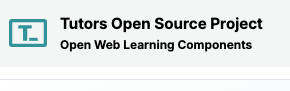 T_
Tutors Open Source Project
Open Web Learning Components